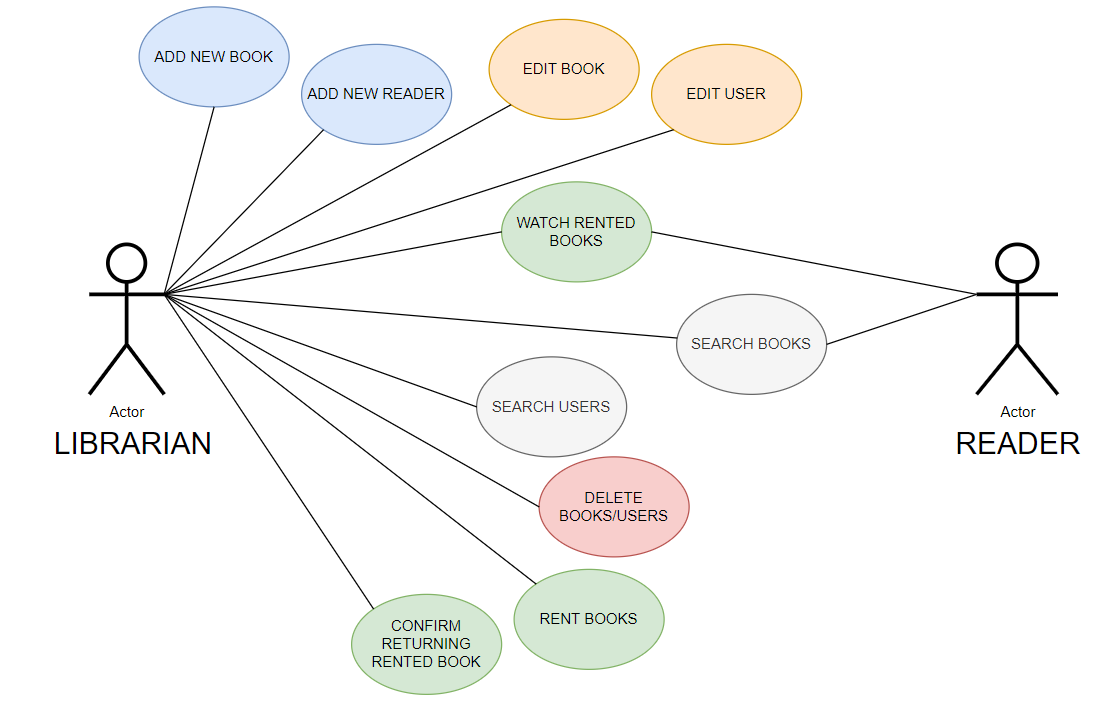 ADD NEW BOOK
ADD NEW READER
EDIT BOOK
EDIT USER
WATCH RENTED
BOOKS
SEARCH BOOKS
SEARCH USERS
Actor
LIBRARIAN
Actor
READER
DELETE
BOOKS/USERS
RENT BOOKS
CONFIRM
RETURNING
RENTED BOOK